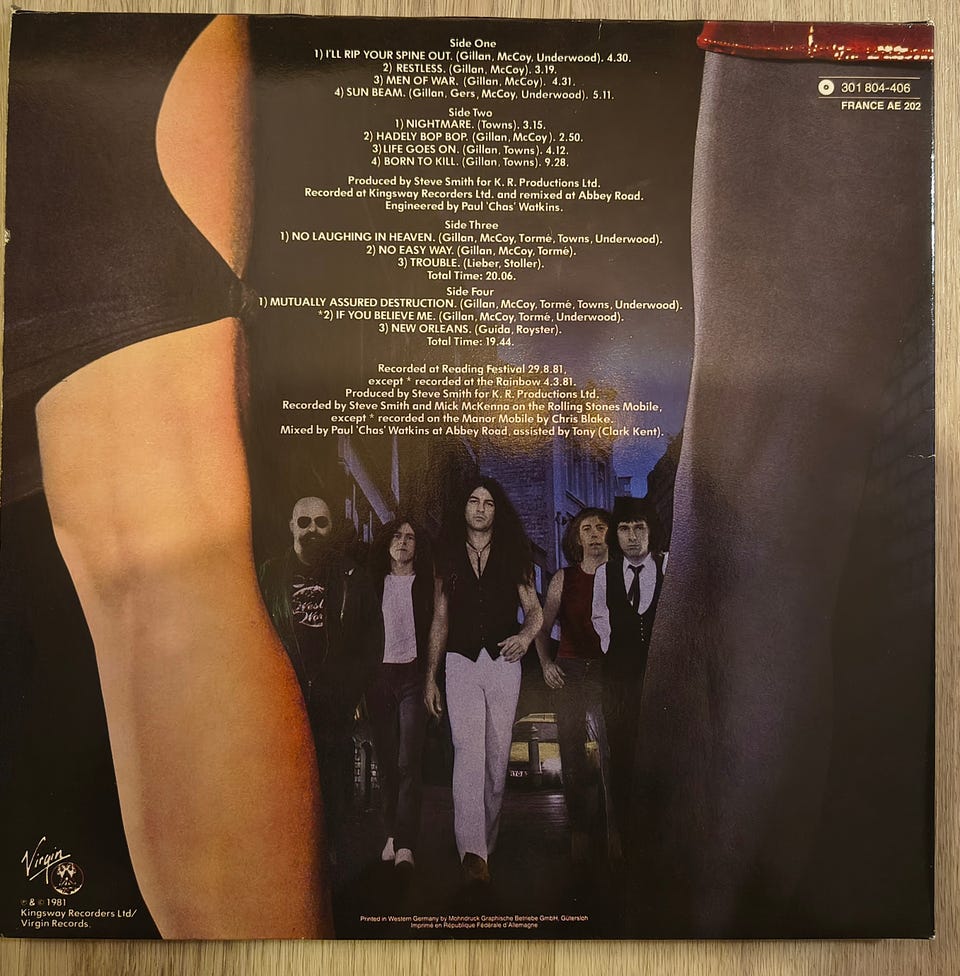 Side One
1) I'LL RIP YOUR SPINE OUT. (Gillan, McCoy, Underwood). 4.30.
2) RESTLESS. (Gillan, McCoy). 3.19.
3) MEN OF WAR. (Gillan, McCoy). 4.31.
4) SUN BEAM. (Gillan, Gers, McCoy, Underwood). 5.11.
Side Two
1) NIGHTMARE. (Towns). 3.15.
2) HADELY BOP BOP. (Gillan, McCoy). 2.50.
3) LIFE GOES ON. (Gillan, Towns). 4.12.
4) BORN TO KILL. (Gillan, Towns). 9.28.
Produced by Steve Smith for K. R. Productions Ltd.
Recorded at Kingsway Recorders Ltd. and remixed at Abbey Road.
Engineered by Paul 'Chas' Watkins.
Side Three
1) NO LAUGHING IN HEAVEN. (Gillan, McCoy, Tormé, Towns, Underwood).
2) NO EASY WAY. (Gillan, McCoy, Tormé).
3) TROUBLE. (Lieber, Stoller).
Total Time: 20.06.
Side Four
1) MUTUALLY ASSURED DESTRUCTION. (Gillan, McCoy, Tormé, Towns, Underwood).
*2) IF YOU BELIEVE ME. (Gillan, McCoy, Tormé, Underwood).
3) NEW ORLEANS. (Guida, Royster).
Total Time: 19.44.
Recorded at Reading Festival 29.8.81,
except * recorded at the Rainbow 4.3.81.
Produced by Steve Smith for K. R. Productions Ltd.
Recorded by Steve Smith and Mick McKenna on the Rolling Stones Mobile,
except * recorded on the Manor Mobile by Chris Blake.
Mixed by Paul 'Chas' Watkins at Abbey Road, assisted by Tony (Clark Kent).
301 804-406
FRANCE AE 202
West
Virgin
℗ & © 1981
Kingsway Recorders Ltd/
Virgin Records.
Printed in Western Germany by Mohndruck Graphische Betriebe GmbH, Gütersloh
Imprimé en République Fédérale d'Allemagne